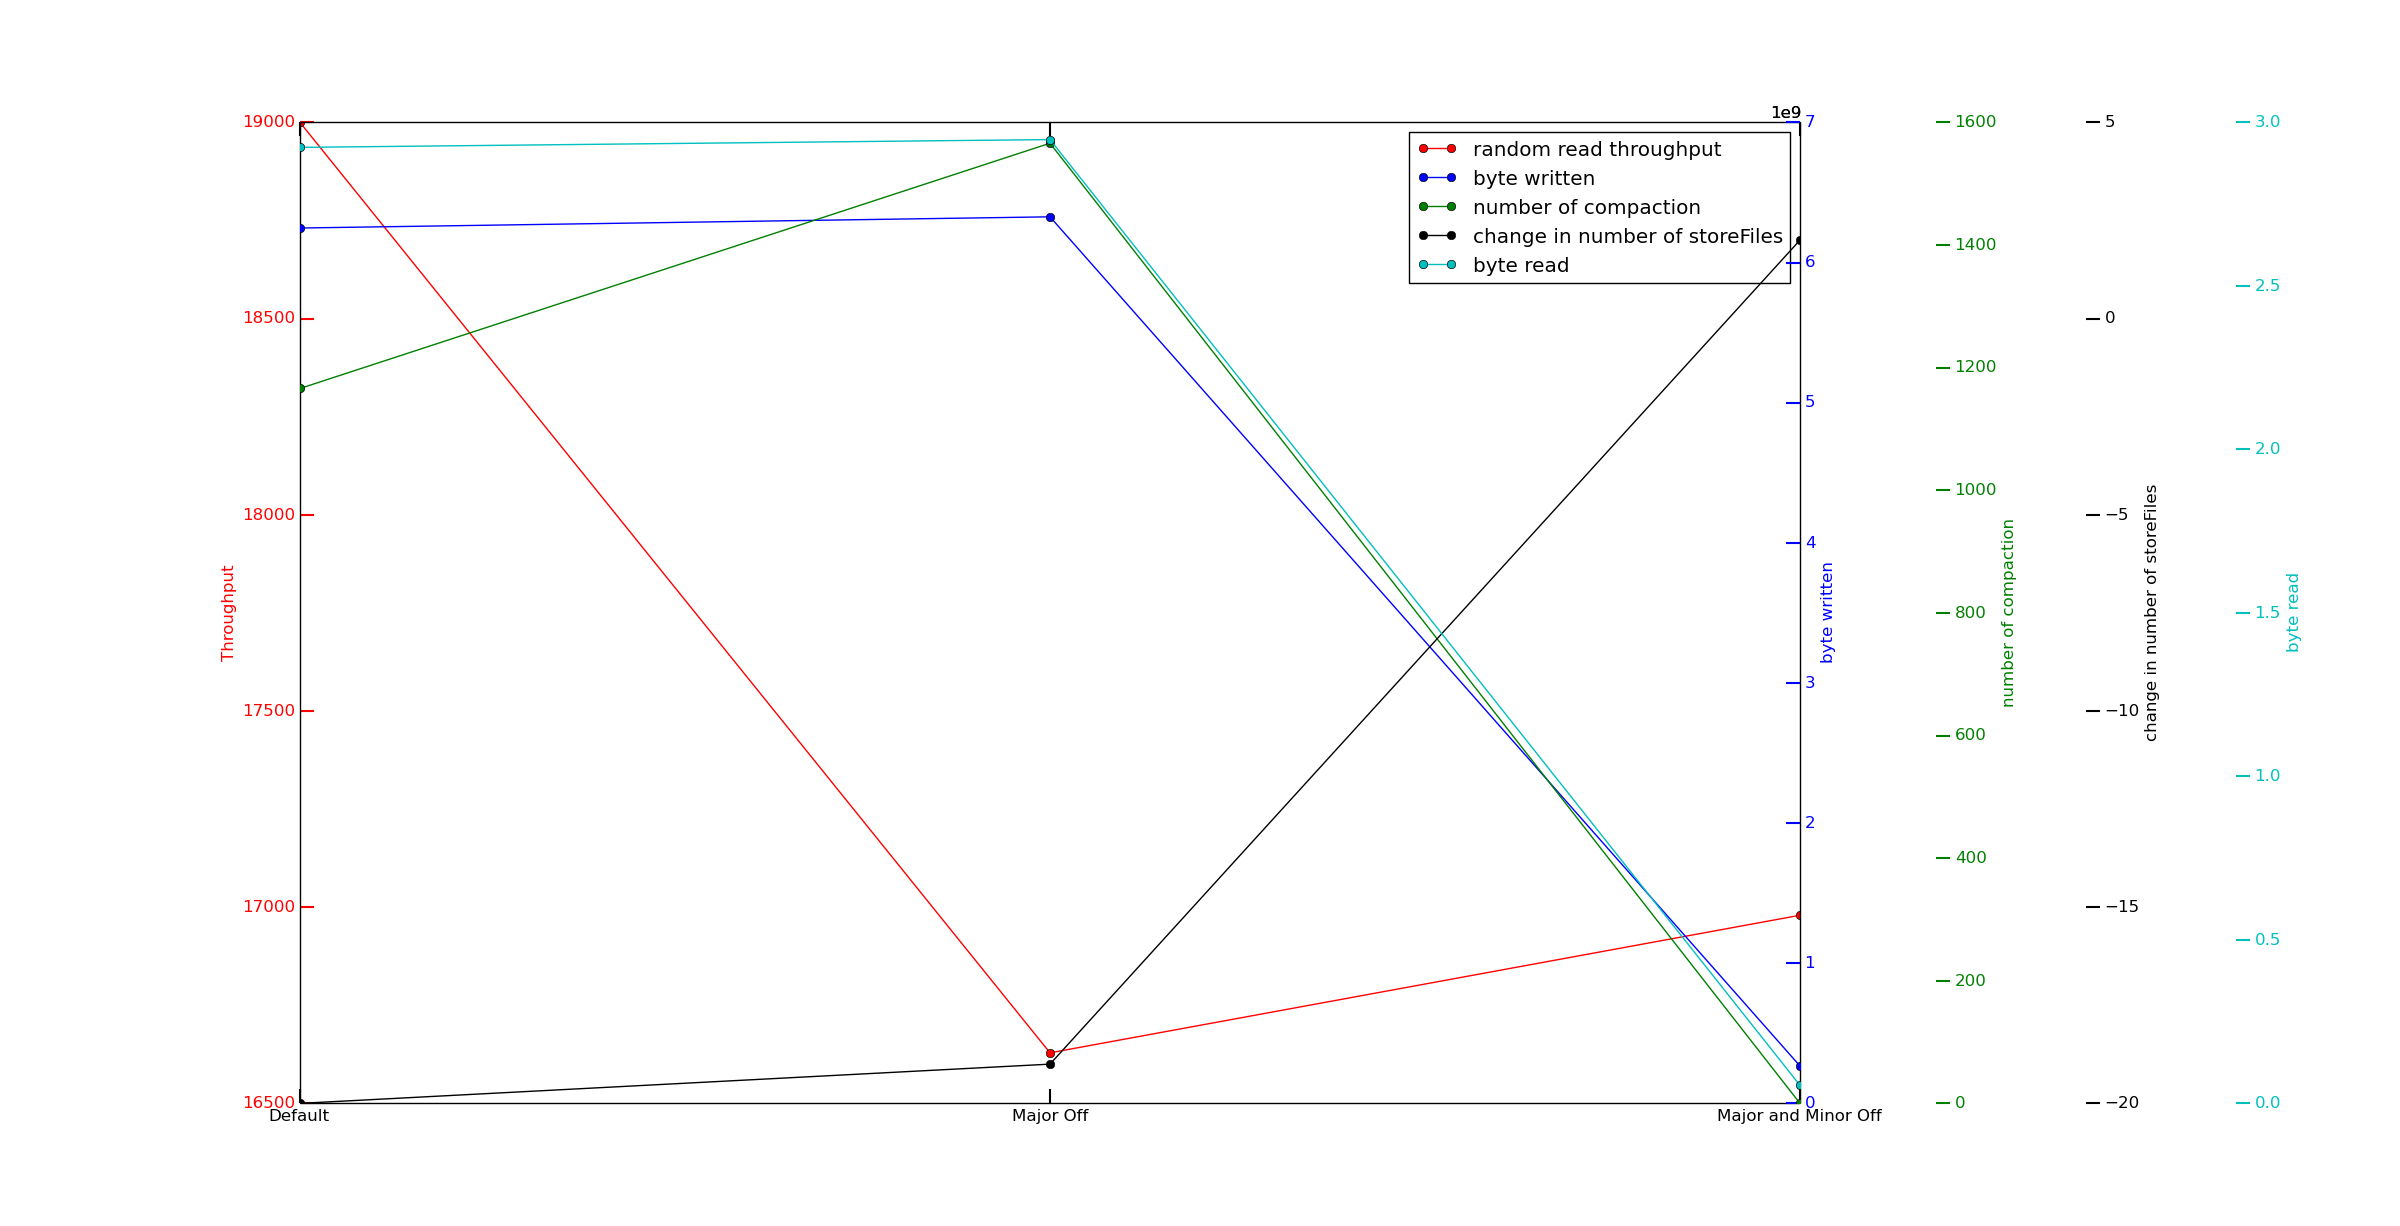 1e9
random read throughput
byte written
number of compaction
change in number of storeFiles
byte read
19000
18500
18000
17500
17000
16500
Throughput
Default
Major Off
Major and Minor Off
7
6
5
4
3
2
1
0
byte written
1600
1400
1200
1000
800
600
400
200
0
number of compaction
5
0
−5
−10
−15
−20
change in number of storeFiles
3.0
2.5
2.0
1.5
1.0
0.5
0.0
byte read